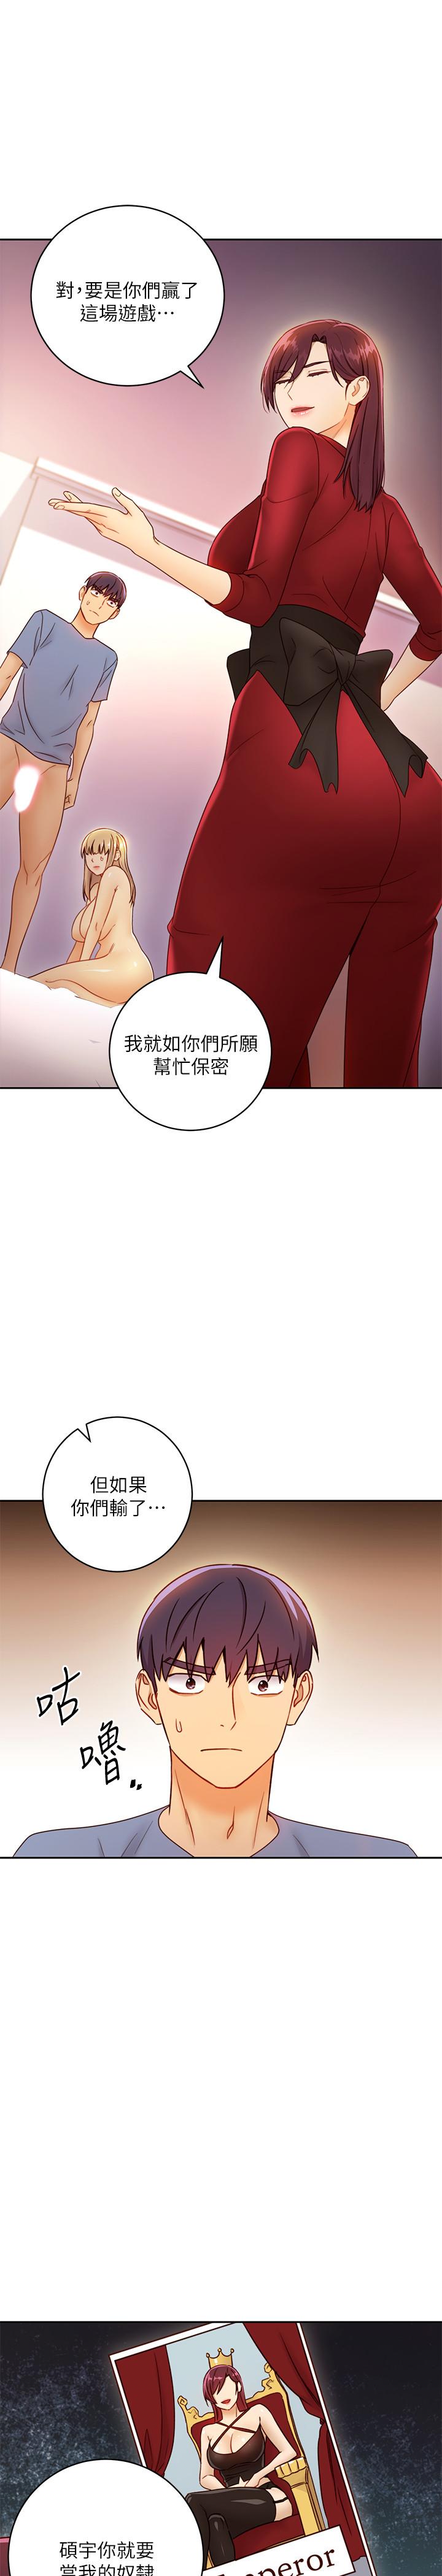 對，要是你們贏了
這場遊戲⋯
我就如你們所願
幫忙保密
但如果
你們輸了⋯
咕
嚕⋯
碩宇你就要
當我的奴隸
Emperor